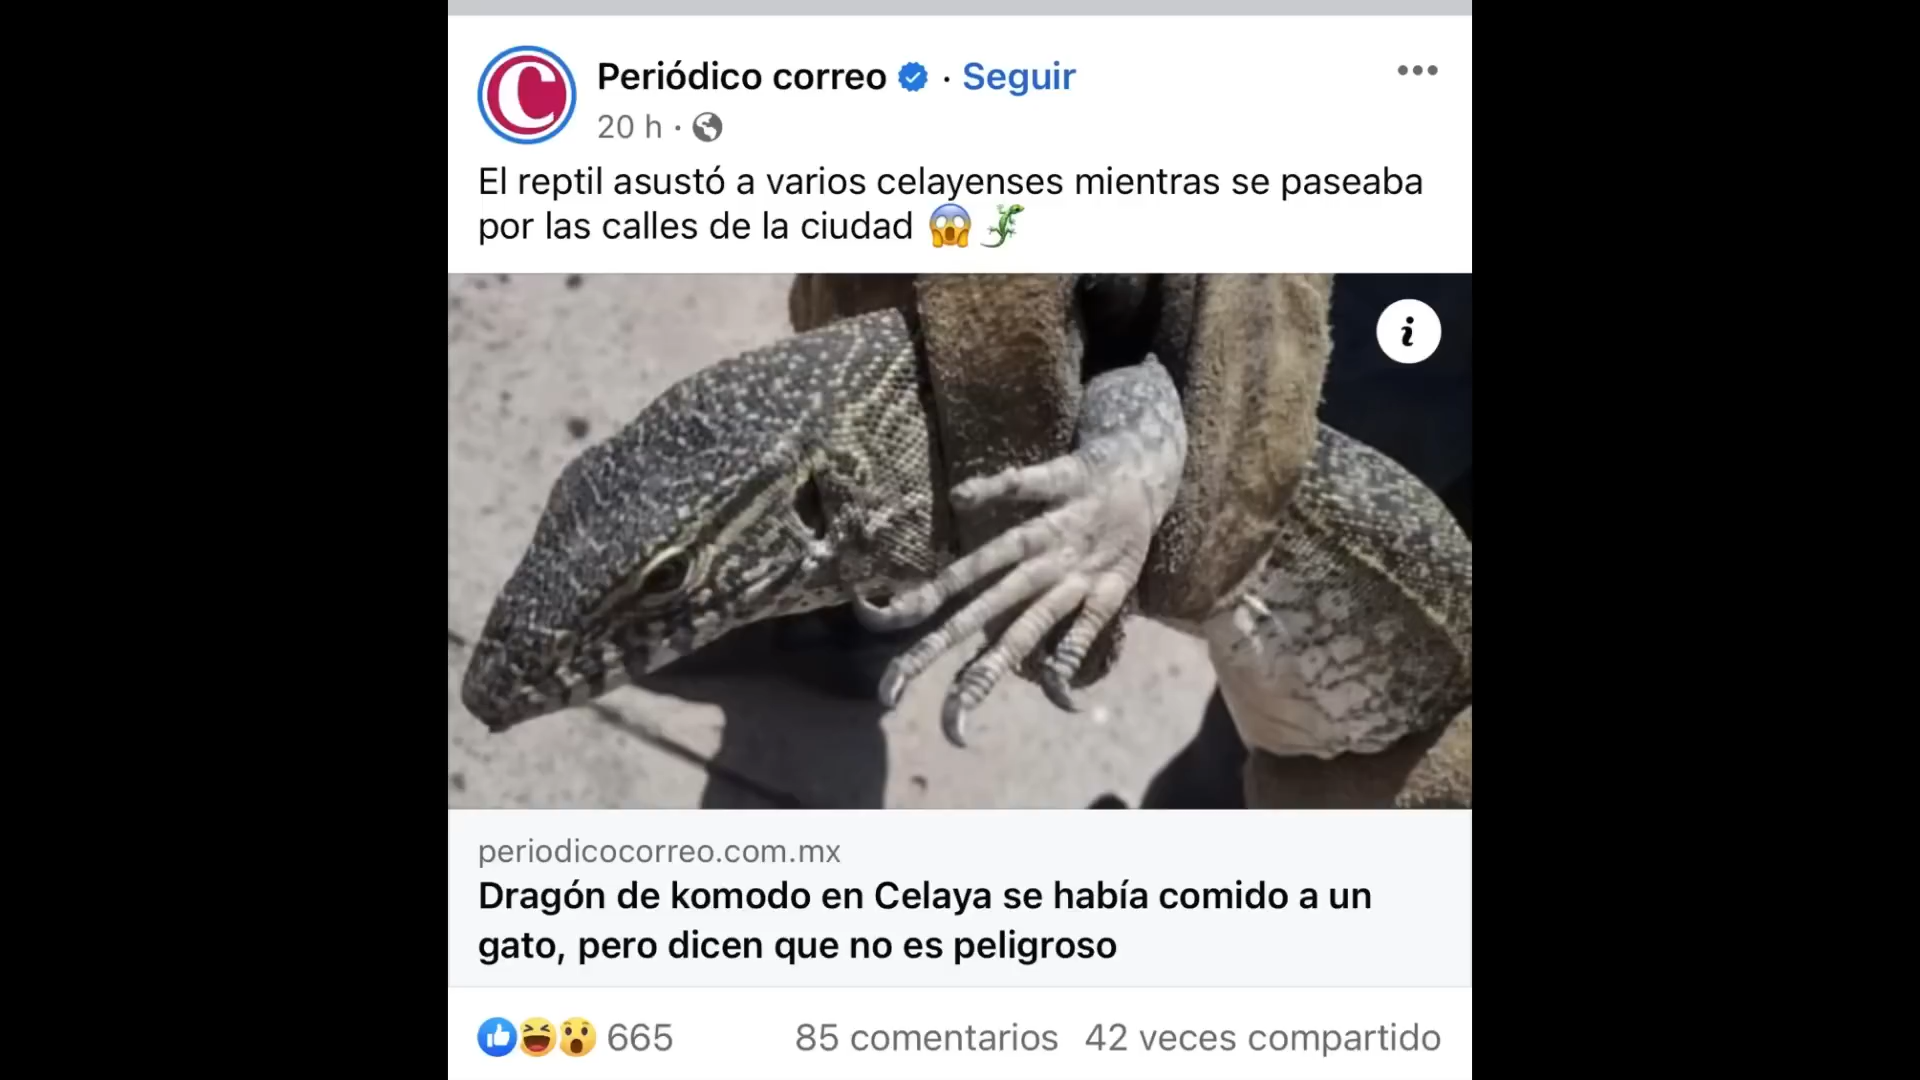 Periódico correo · Seguir
20 h ·
El reptil asustó a varios celayenses mientras se paseaba
por las calles de la ciudad 😱 🦎
periodicocorreo.com.mx
Dragón de komodo en Celaya se había comido a un
gato, pero dicen que no es peligroso
665 85 comentarios 42 veces compartido